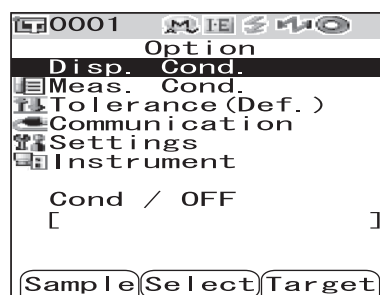 0001 M I·E
Option
Disp. Cond.
Meas. Cond.
Tolerance(Def.)
Communication
Settings
Instrument
Cond / OFF
[ ]
Sample Select Target